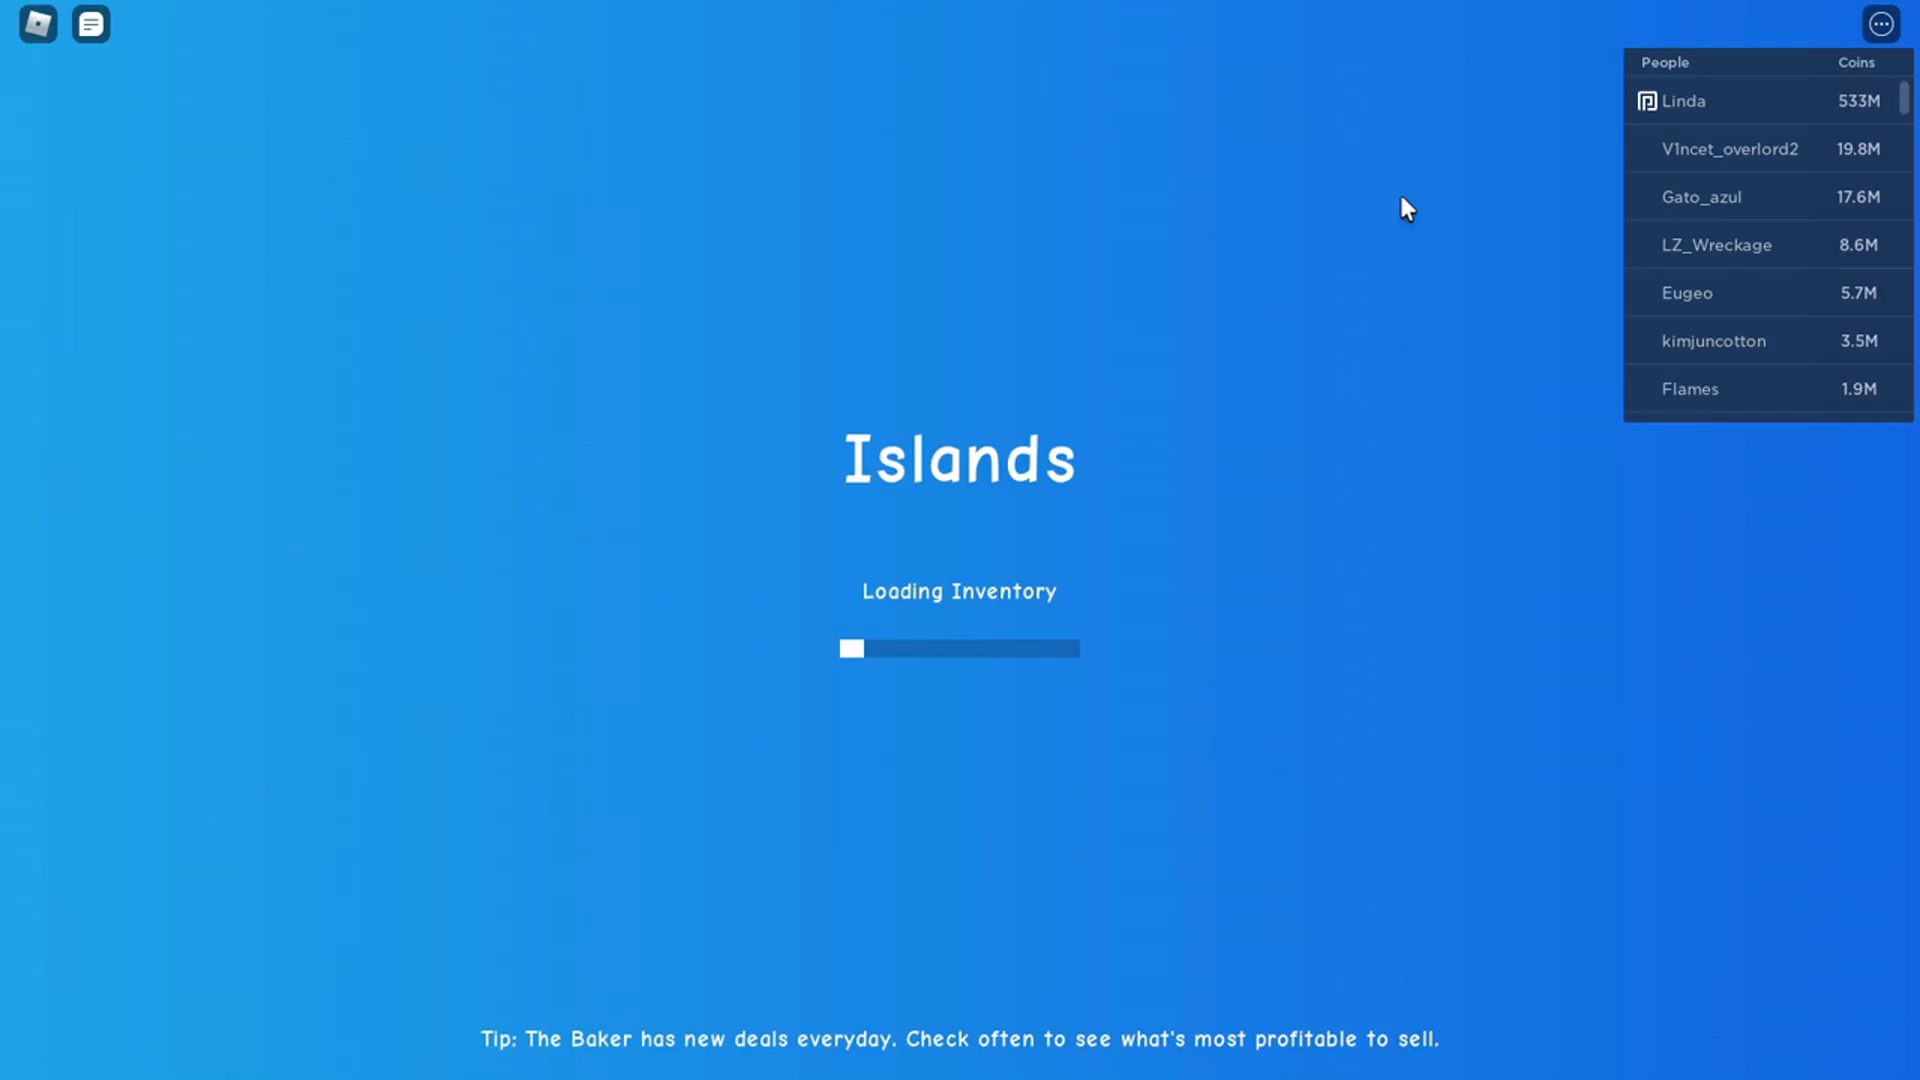 People Coins
Linda 533M
V1ncet_overlord2 19.8M
Gato_azul 17.6M
LZ_Wreckage 8.6M
Eugeo 5.7M
kimjuncotton 3.5M
Flames 1.9M
Islands
Loading Inventory
Tip: The Baker has new deals everyday. Check often to see what's most profitable to sell.